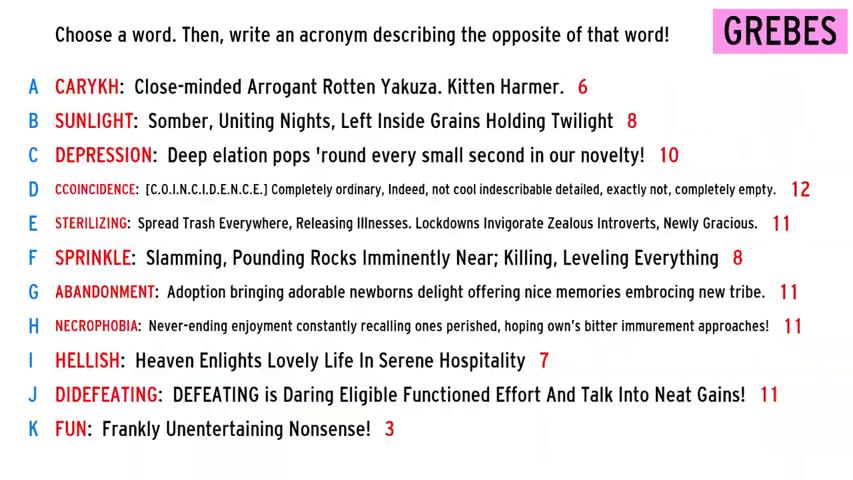 Choose a word. Then, write an acronym describing the opposite of that word!
GREBES
A CARYKH: Close-minded Arrogant Rotten Yakuza. Kitten Harmer. 6
B SUNLIGHT: Somber, Uniting Nights, Left Inside Grains Holding Twilight 8
C DEPRESSION: Deep elation pops 'round every small second in our novelty! 10
D CCOINCIDENCE: [C.O.I.N.C.I.D.E.N.C.E.] Completely ordinary, Indeed, not cool indescribable detailed, exactly not, completely empty. 12
E STERILIZING: Spread Trash Everywhere, Releasing Illnesses. Lockdowns Invigorate Zealous Introverts, Newly Gracious. 11
F SPRINKLE: Slamming, Pounding Rocks Imminently Near; Killing, Leveling Everything 8
G ABANDONMENT: Adoption bringing adorable newborns delight offering nice memories embrocing new tribe. 11
H NECROPHOBIA: Never-ending enjoyment constantly recalling ones perished, hoping own's bitter immurement approaches! 11
I HELLISH: Heaven Enlights Lovely Life In Serene Hospitality 7
J DIDEFEATING: DEFEATING is Daring Eligible Functioned Effort And Talk Into Neat Gains! 11
K FUN: Frankly Unentertaining Nonsense! 3